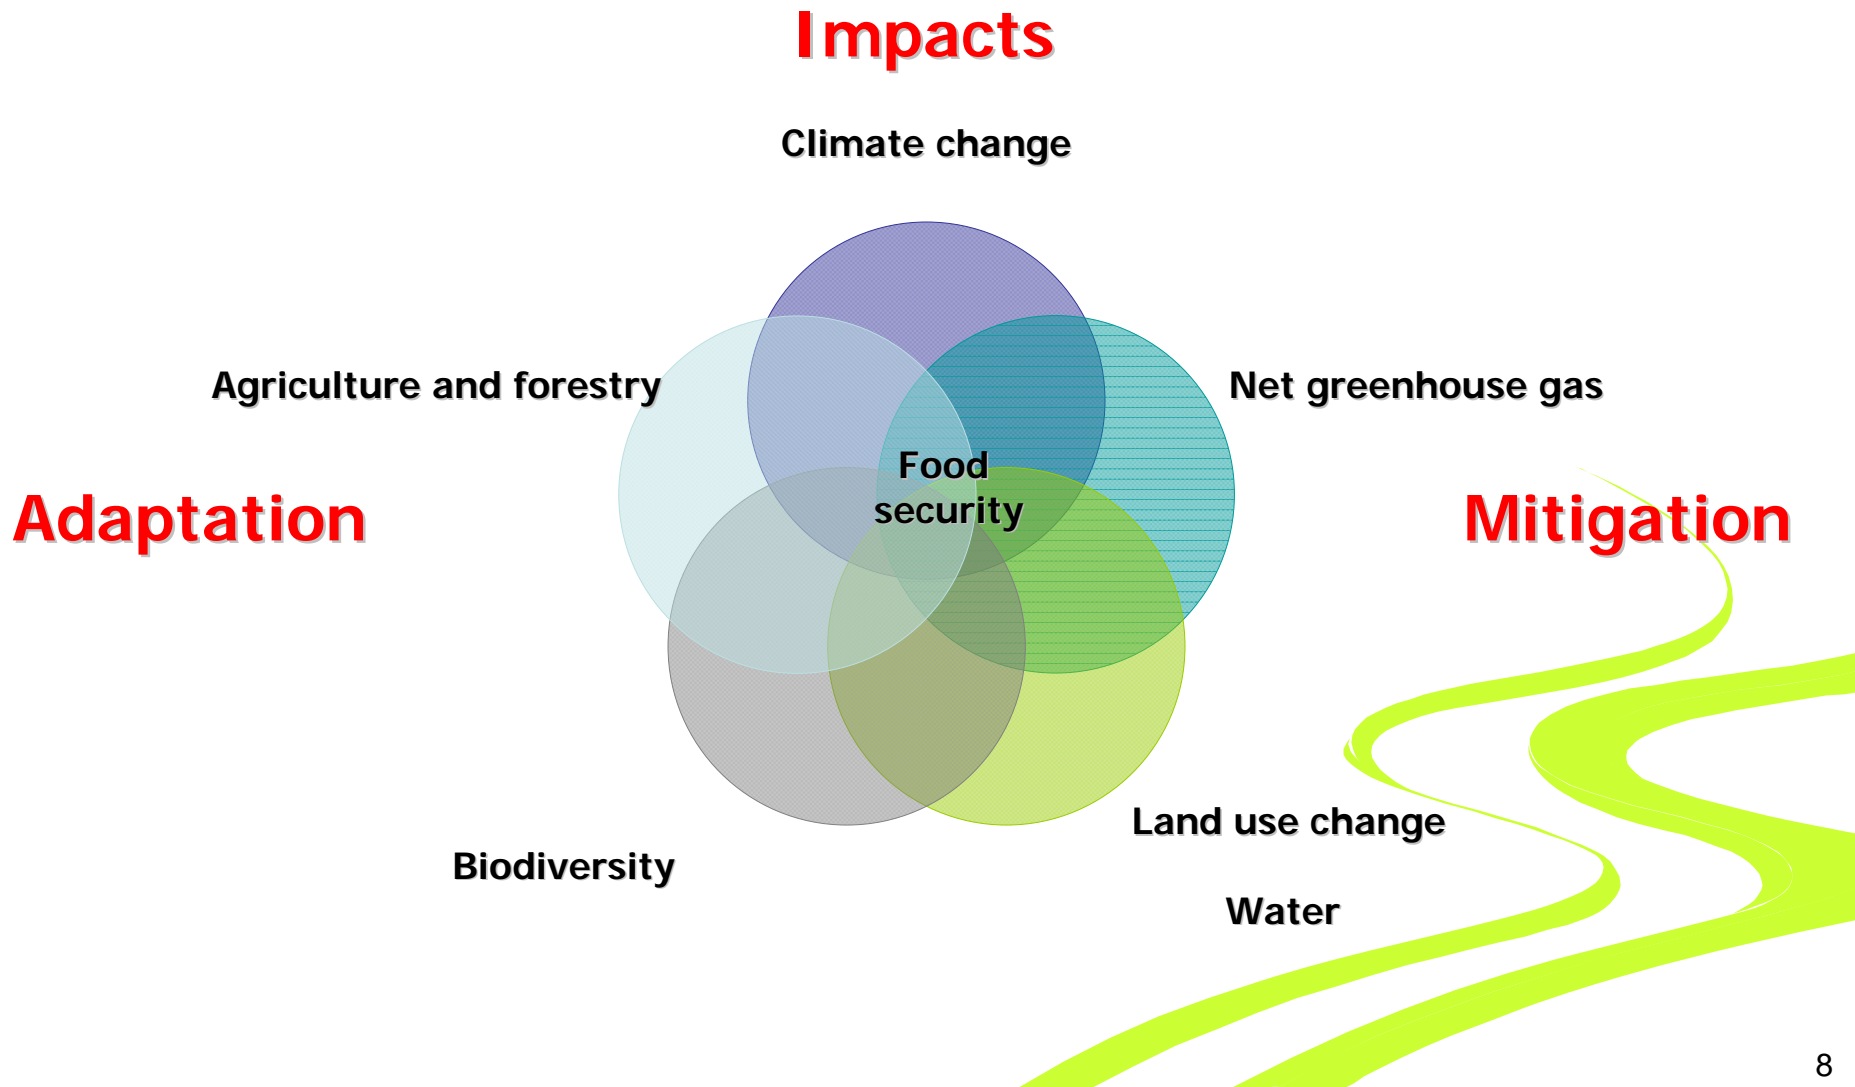 Impacts
Climate change
Agriculture and forestry
Net greenhouse gas
Food
security
Adaptation
Mitigation
Land use change
Biodiversity
Water
8